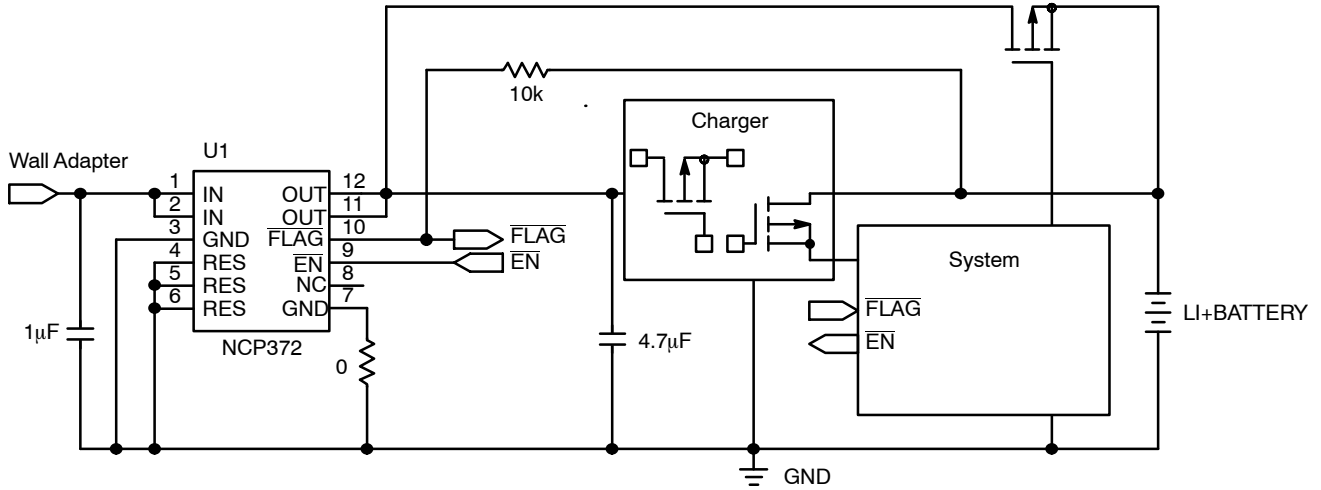 10k
Charger
Wall Adapter
U1
1 IN OUT 12
2 IN OUT 11
3 GND FLAG 10
4 RES EN 9
5 RES NC 8
6 RES GND 7
NCP372
FLAG
EN
System
FLAG
EN
1μF
0
4.7μF
LI+BATTERY
GND